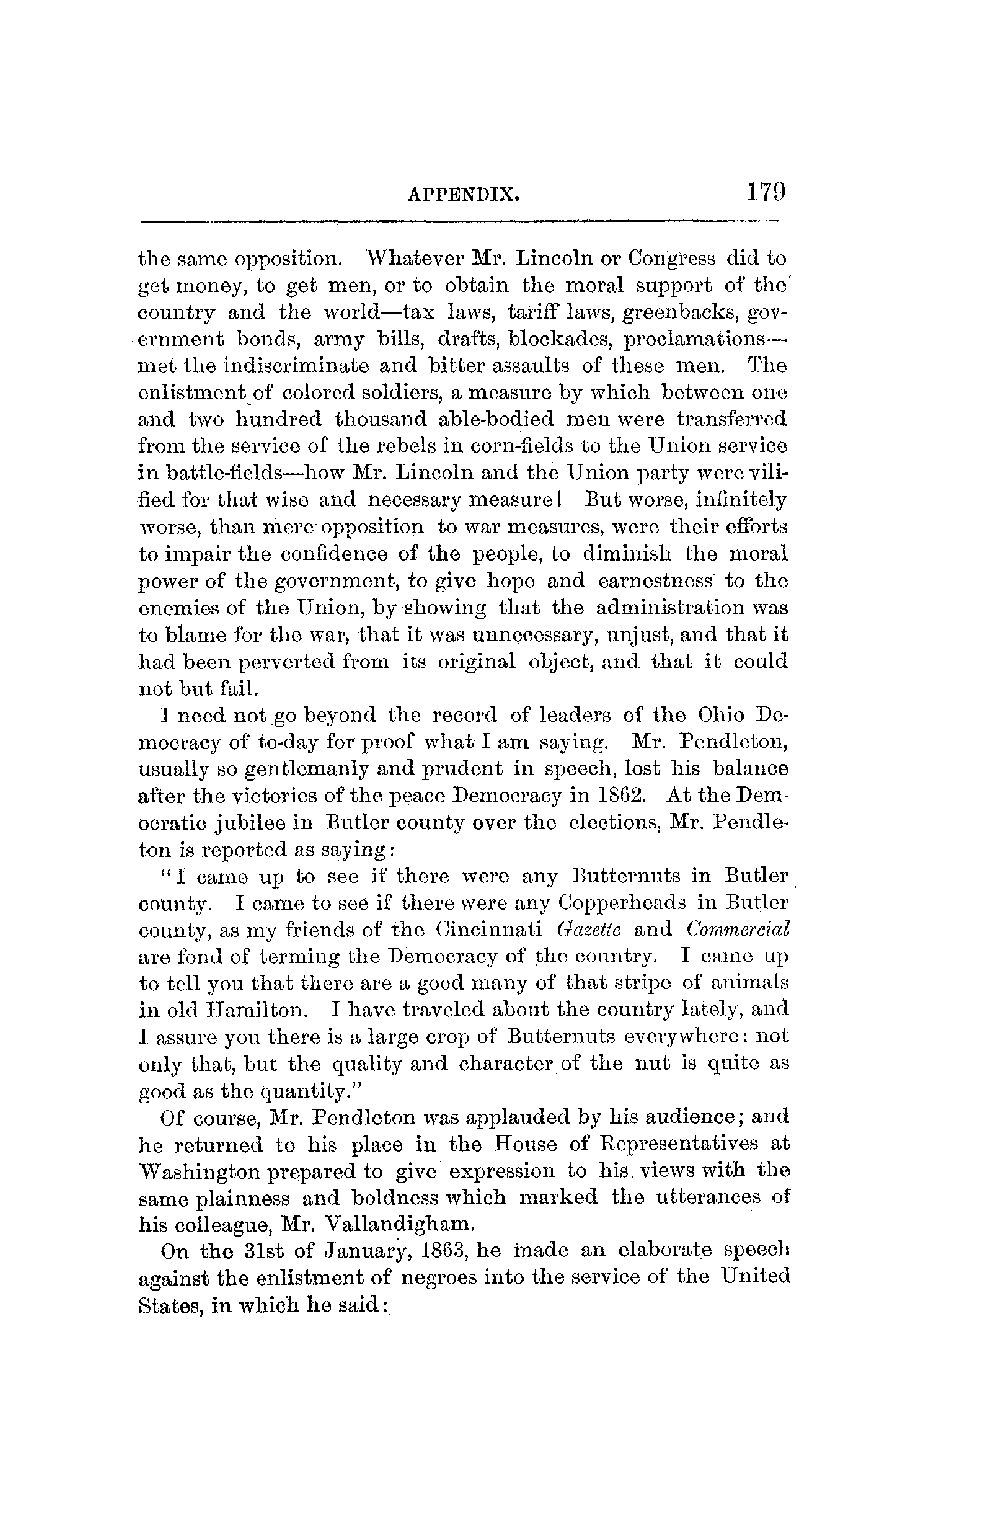 APPENDIX. 179
the same opposition. Whatever Mr. Lincoln or Congress did to
get money, to get men, or to obtain the moral support of the
country and the world—tax laws, tariff laws, greenbacks, gov-
ernment bonds, army bills, drafts, blockades, proclamations—
met the indiscriminate and bitter assaults of these men. The
enlistment of colored soldiers, a measure by which between one
and two hundred thousand able-bodied men were transferred
from the service of the rebels in corn-fields to the Union service
in battle-fields—how Mr. Lincoln and the Union party were vili-
fied for that wise and necessary measure! But worse, infinitely
worse, than mere opposition to war measures, were their efforts
to impair the confidence of the people, to diminish the moral
power of the government, to give hope and earnestness to the
enemies of the Union, by showing that the administration was
to blame for the war, that it was unnecessary, unjust, and that it
had been perverted from its original object, and that it could
not but fail.
I need not go beyond the record of leaders of the Ohio De-
mocracy of to-day for proof what I am saying. Mr. Pendleton,
usually so gentlemanly and prudent in speech, lost his balance
after the victories of the peace Democracy in 1862. At the Dem-
ocratic jubilee in Butler county over the elections, Mr. Pendle-
ton is reported as saying:
"I came up to see if there were any Butternuts in Butler
county. I came to see if there were any Copperheads in Butler
county, as my friends of the Cincinnati Gazette and Commercial
are fond of terming the Democracy of the country. I came up
to tell you that there are a good many of that stripe of animals
in old Hamilton. I have traveled about the country lately, and
I assure you there is a large crop of Butternuts everywhere: not
only that, but the quality and character of the nut is quite as
good as the quantity."
Of course, Mr. Pendleton was applauded by his audience; and
he returned to his place in the House of Representatives at
Washington prepared to give expression to his views with the
same plainness and boldness which marked the utterances of
his colleague, Mr. Vallandigham.
On the 31st of January, 1863, he made an elaborate speech
against the enlistment of negroes into the service of the United
States, in which he said: